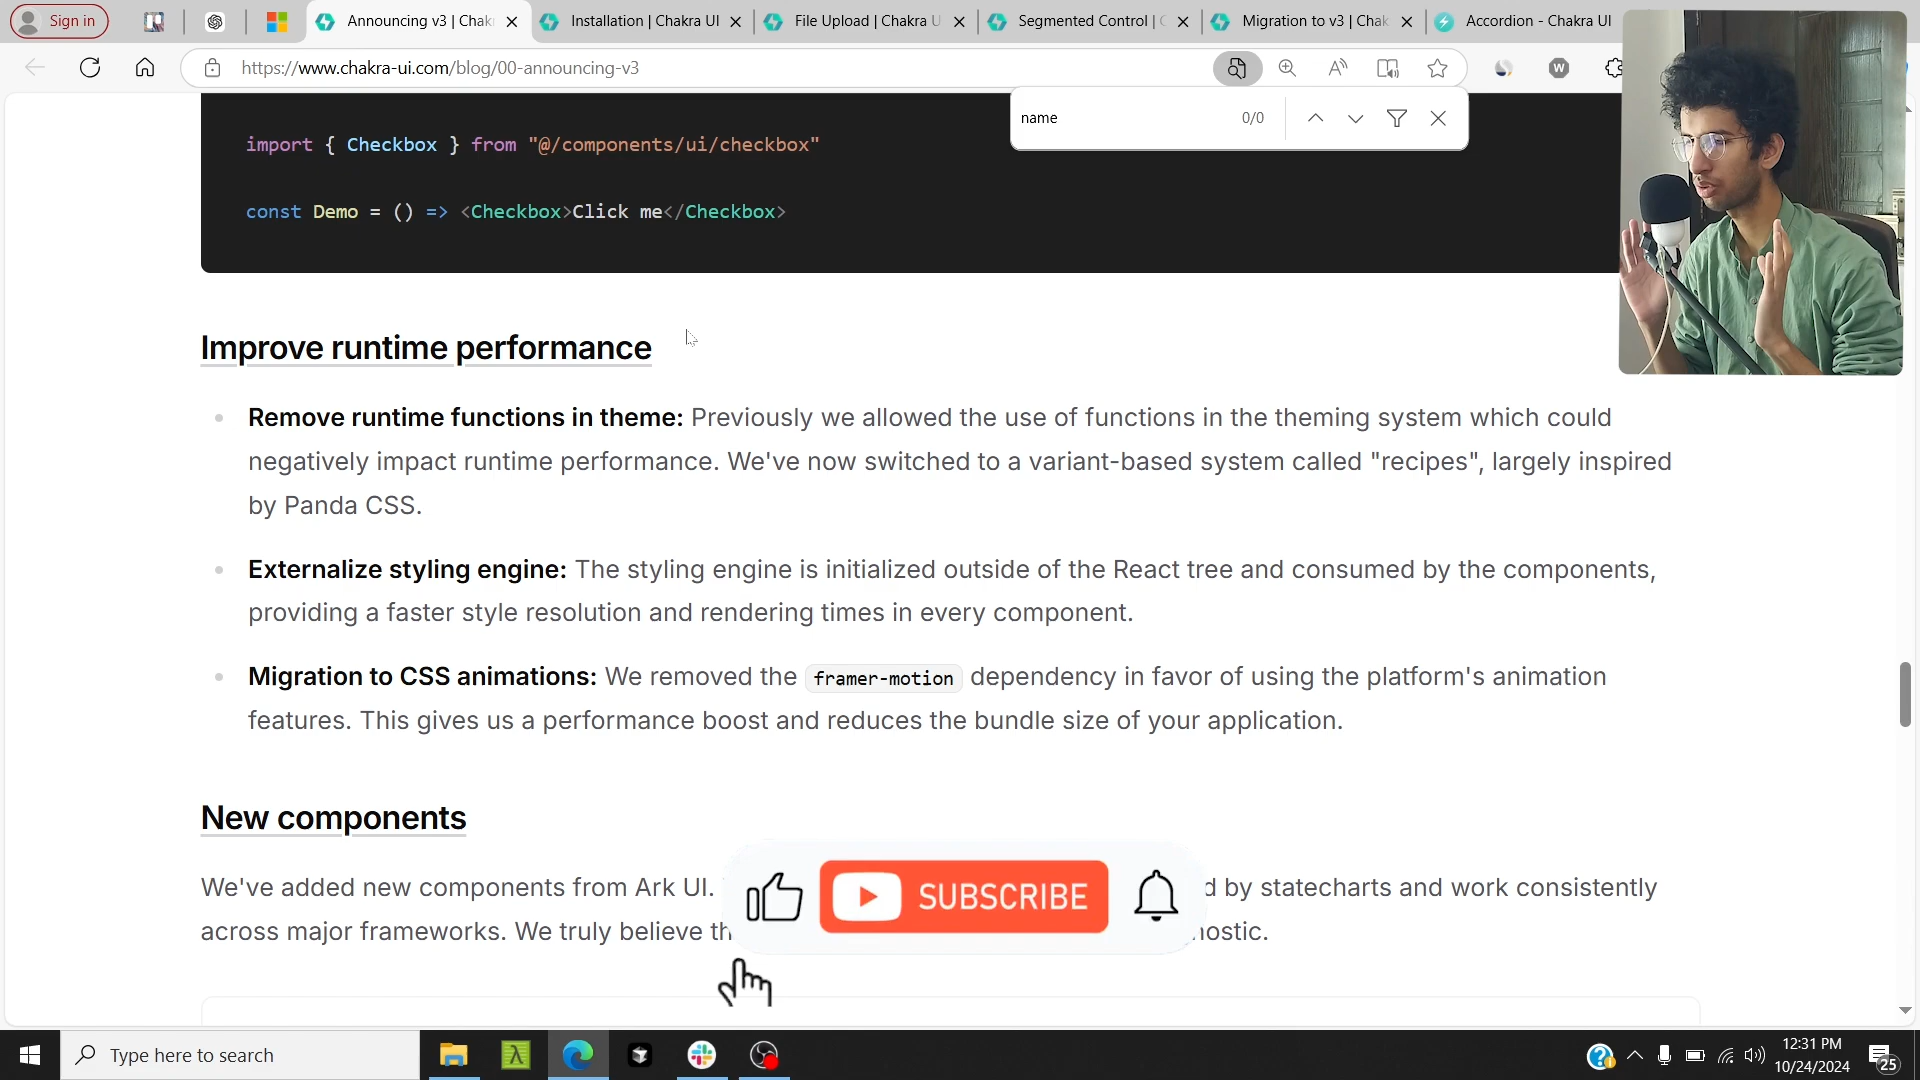 Sign in
Announcing v3 | Chak
Installation | Chakra UI
File Upload | Chakra U
Segmented Control |
Migration to v3 | Chak
Accordion - Chakra UI
https://www.chakra-ui.com/blog/00-announcing-v3
name
0/0
import { Checkbox } from "@/components/ui/checkbox"
const Demo = () => <Checkbox>Click me</Checkbox>
Improve runtime performance
Remove runtime functions in theme: Previously we allowed the use of functions in the theming system which could
negatively impact runtime performance. We've now switched to a variant-based system called "recipes", largely inspired
by Panda CSS.
Externalize styling engine: The styling engine is initialized outside of the React tree and consumed by the components,
providing a faster style resolution and rendering times in every component.
Migration to CSS animations: We removed the framer-motion dependency in favor of using the platform's animation
features. This gives us a performance boost and reduces the bundle size of your application.
New components
We've added new components from Ark UI. d by statecharts and work consistently
across major frameworks. We truly believe th nostic.
SUBSCRIBE
Type here to search
12:31 PM
10/24/2024
25